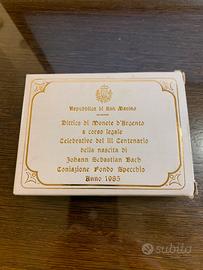 Repubblica di San Marino
Dittico di Monete d'Argento
a corso legale
Celebrative del III Centenario
della nascita di
Johann Sebastian Bach
Coniazione Fondo Specchio
Anno 1985
subito